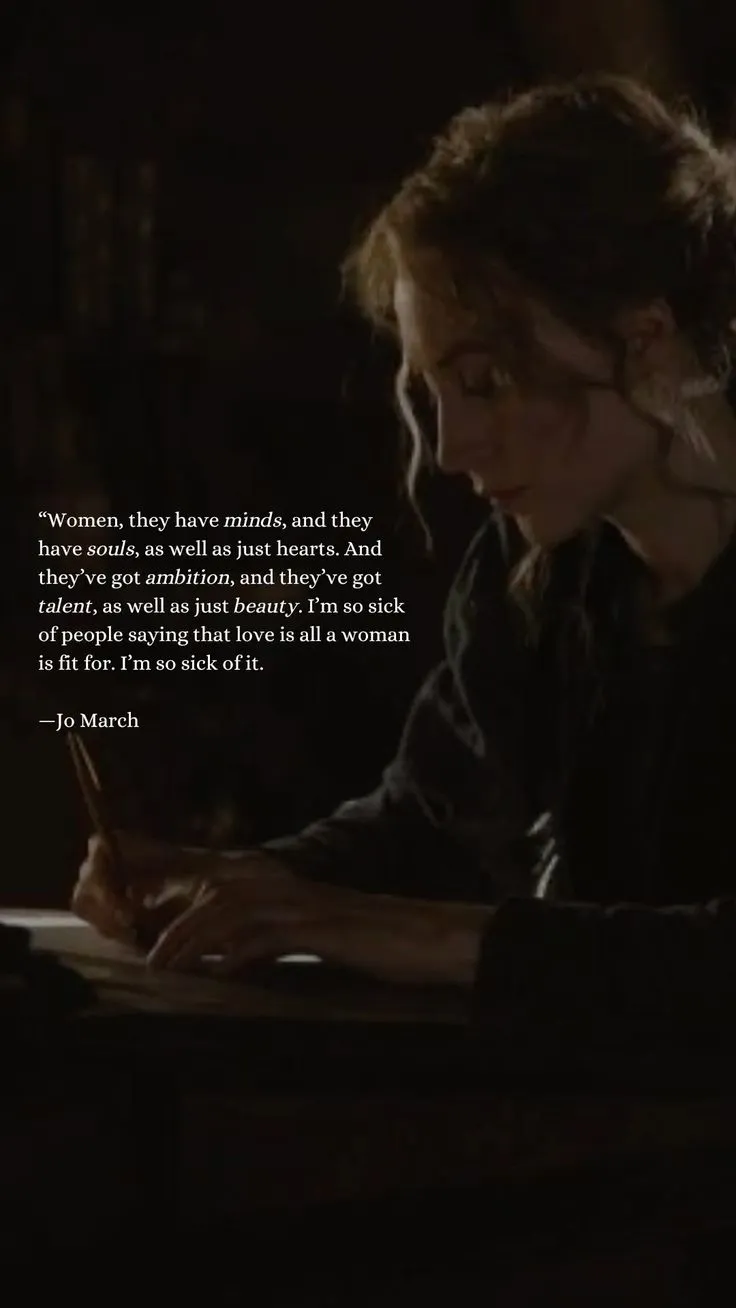 “Women, they have minds, and they
have souls, as well as just hearts. And
they’ve got ambition, and they’ve got
talent, as well as just beauty. I’m so sick
of people saying that love is all a woman
is fit for. I’m so sick of it.
—Jo March